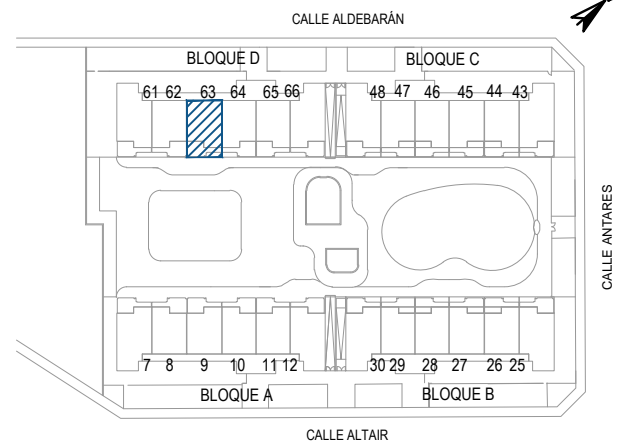 CALLE ALDEBARÁN
BLOQUE D
BLOQUE C
61 62 63 64 65 66
48 47 46 45 44 43
CALLE ANTARES
7 8 9 10 11 12
30 29 28 27 26 25
BLOQUE A
BLOQUE B
CALLE ALTAIR